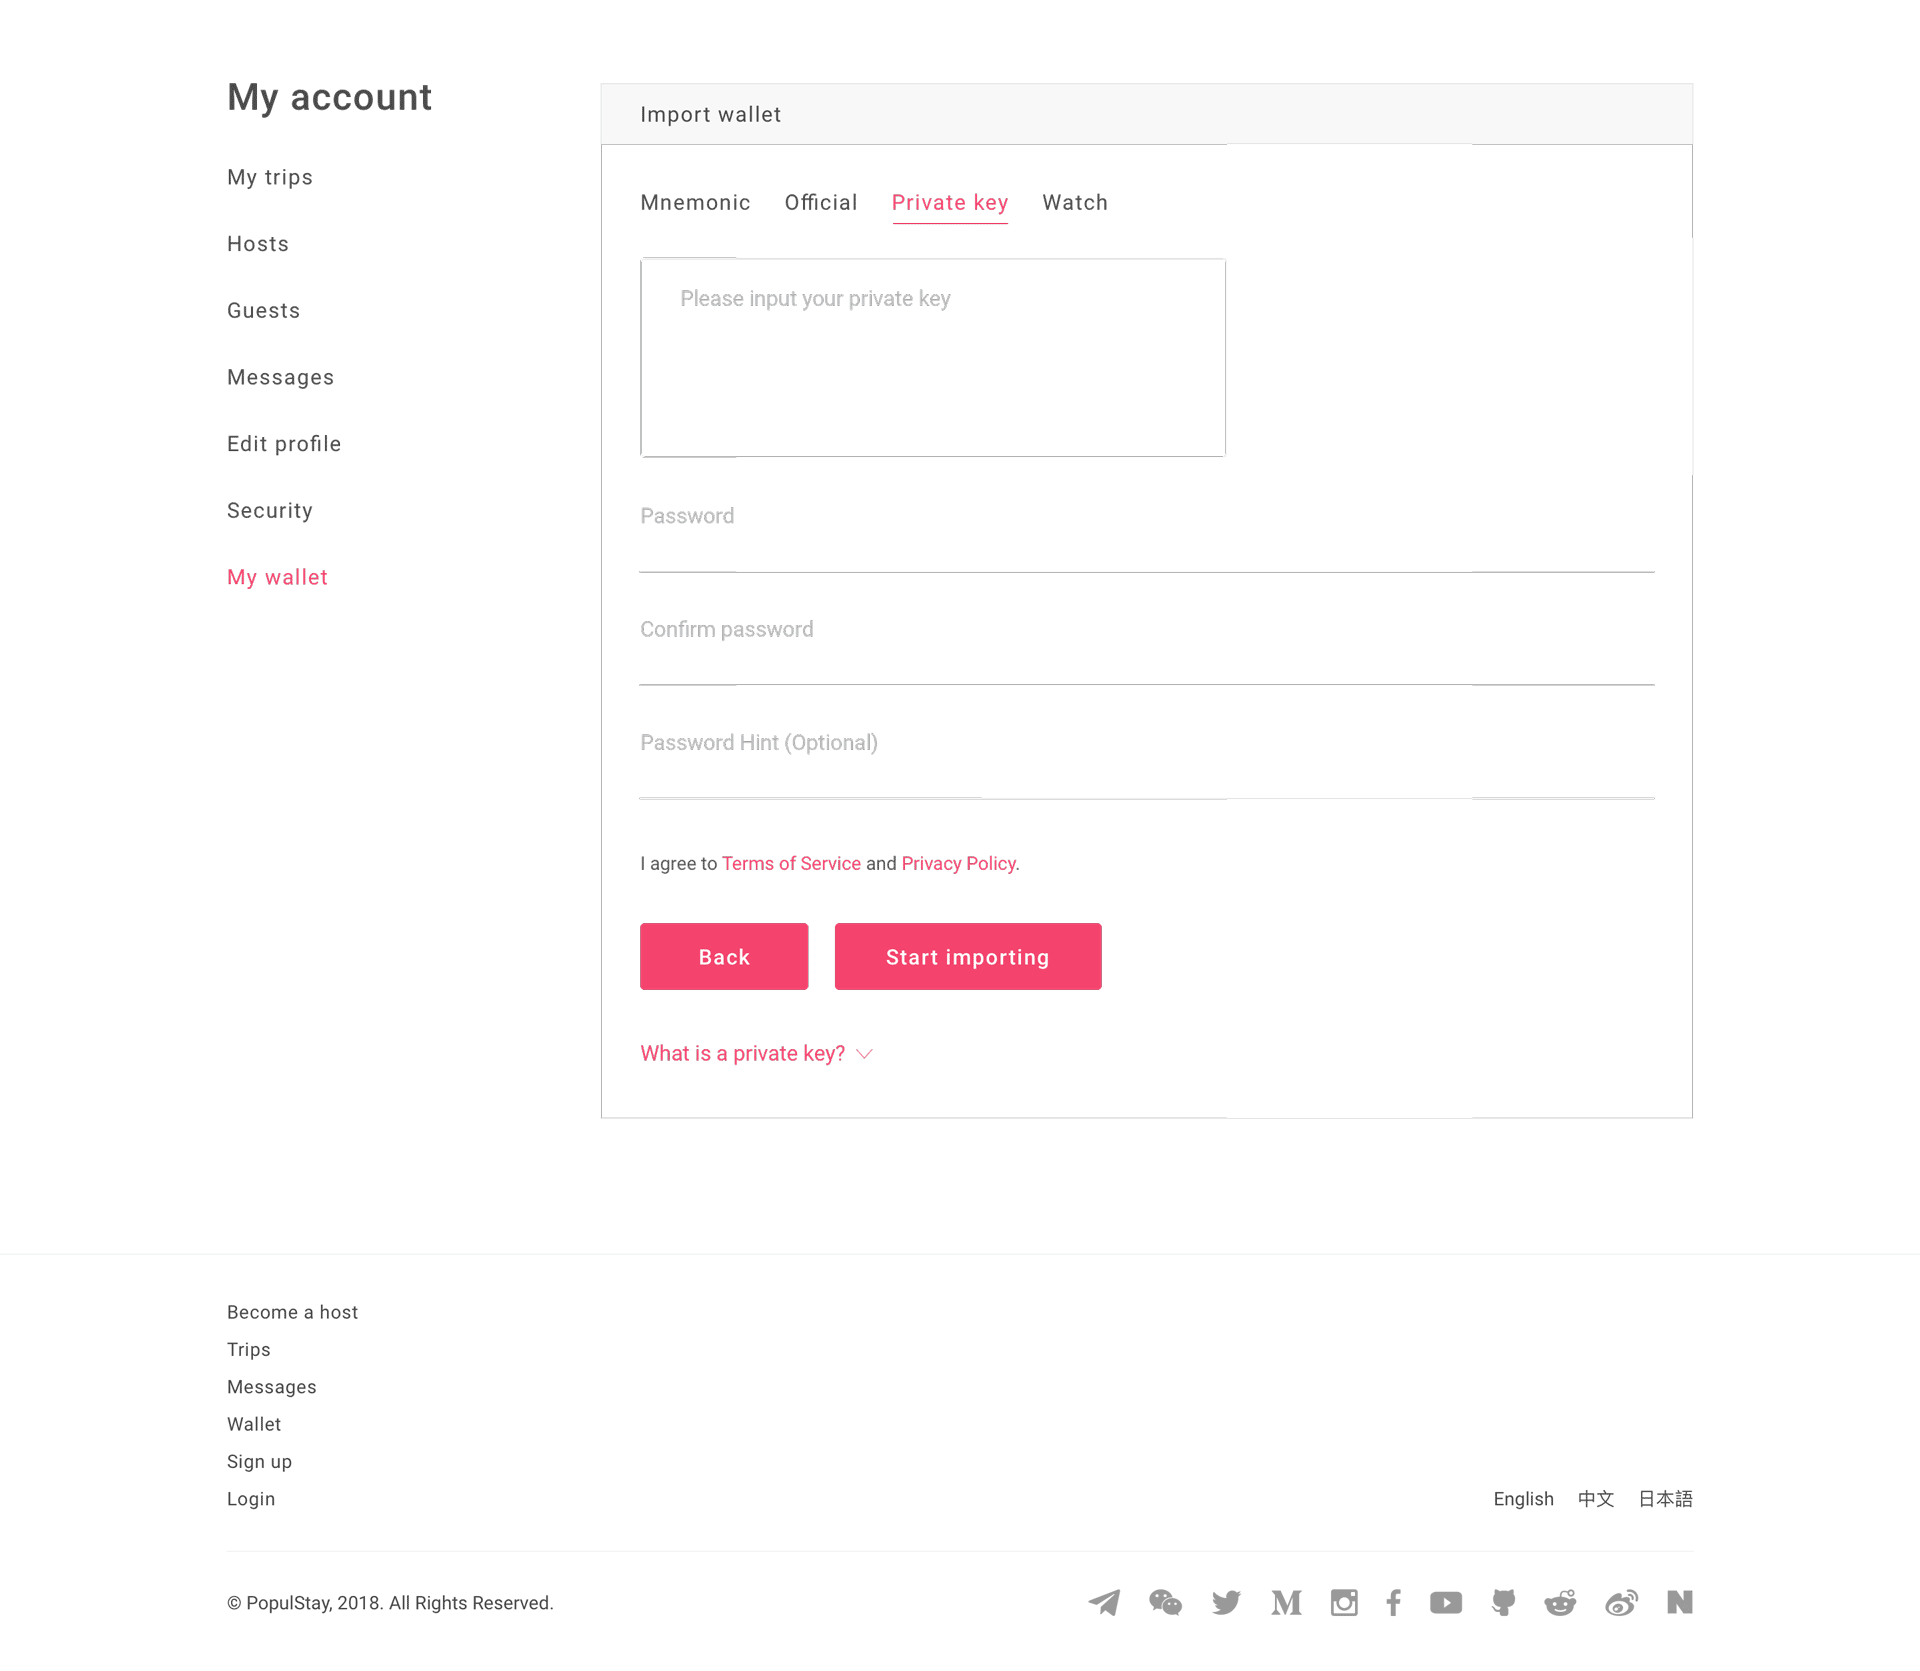 My account
My trips
Hosts
Guests
Messages
Edit profile
Security
My wallet
Import wallet
Mnemonic Official Private key Watch
Please input your private key
Password
Confirm password
Password Hint (Optional)
I agree to Terms of Service and Privacy Policy.
Back Start importing
What is a private key?
Become a host
Trips
Messages
Wallet
Sign up
Login
English 中文 日本語
© PopulStay, 2018. All Rights Reserved.